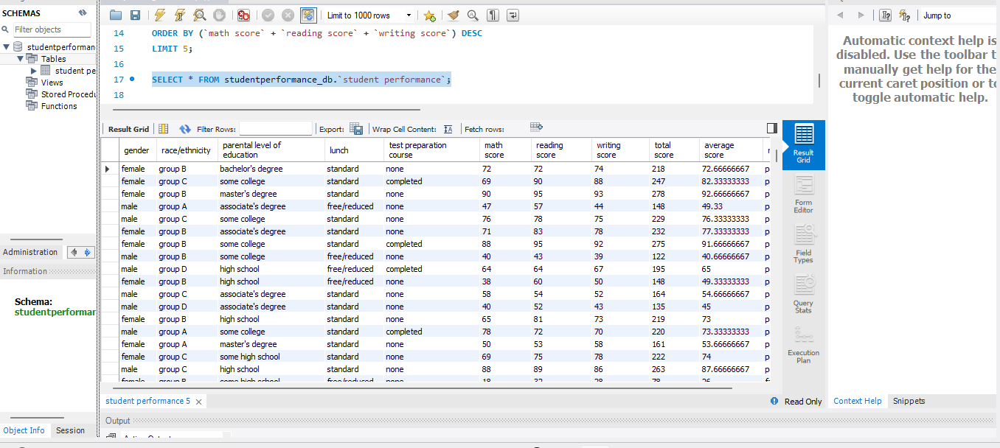 SCHEMAS
Filter objects
studentperforman
Tables
student pe
Views
Stored Procedu
Functions
Administration
Information
Schema:
studentperformar
Object Info Session
Limit to 1000 rows
14 ORDER BY (`math score` + `reading score` + `writing score`) DESC
15 LIMIT 5;
16
17 SELECT * FROM studentperformance_db.`student performance`;
18
Result Grid Filter Rows: Export: Wrap Cell Content: IA Fetch rows:
gender race/ethnicity parental level of education lunch test preparation course math score reading score writing score total score average score
female group B bachelor's degree standard none 72 72 74 218 72.66666667 p
female group C some college standard completed 69 90 88 247 82.33333333 p
female group B master's degree standard none 90 95 93 278 92.66666667 p
male group A associate's degree free/reduced none 47 57 44 148 49.33 p
male group C some college standard none 76 78 75 229 76.33333333 p
female group B associate's degree standard none 71 83 78 232 77.33333333 p
female group B some college standard completed 88 95 92 275 91.66666667 p
male group B some college free/reduced none 40 43 39 122 40.66666667 p
male group D high school free/reduced completed 64 64 67 195 65 p
female group B high school free/reduced none 38 60 50 148 49.33333333 p
male group C associate's degree standard none 58 54 52 164 54.66666667 p
male group D associate's degree standard none 40 52 43 135 45 p
female group B high school standard none 65 81 73 219 73 p
male group A some college standard completed 78 72 70 220 73.33333333 p
female group A master's degree standard none 50 53 58 161 53.66666667 p
female group C some high school standard none 69 75 78 222 74 p
male group C high school standard none 88 89 86 263 87.66666667 p
female group B some high school free/reduced none 18 32 28 78 26
student performance 5
Output
Result
Grid
Form
Editor
Field
Types
Query
Stats
Execution
Plan
Read Only
Jump to
Automatic context help is
disabled. Use the toolbar t
manually get help for the
current caret position or to
toggle automatic help.
Context Help Snippets